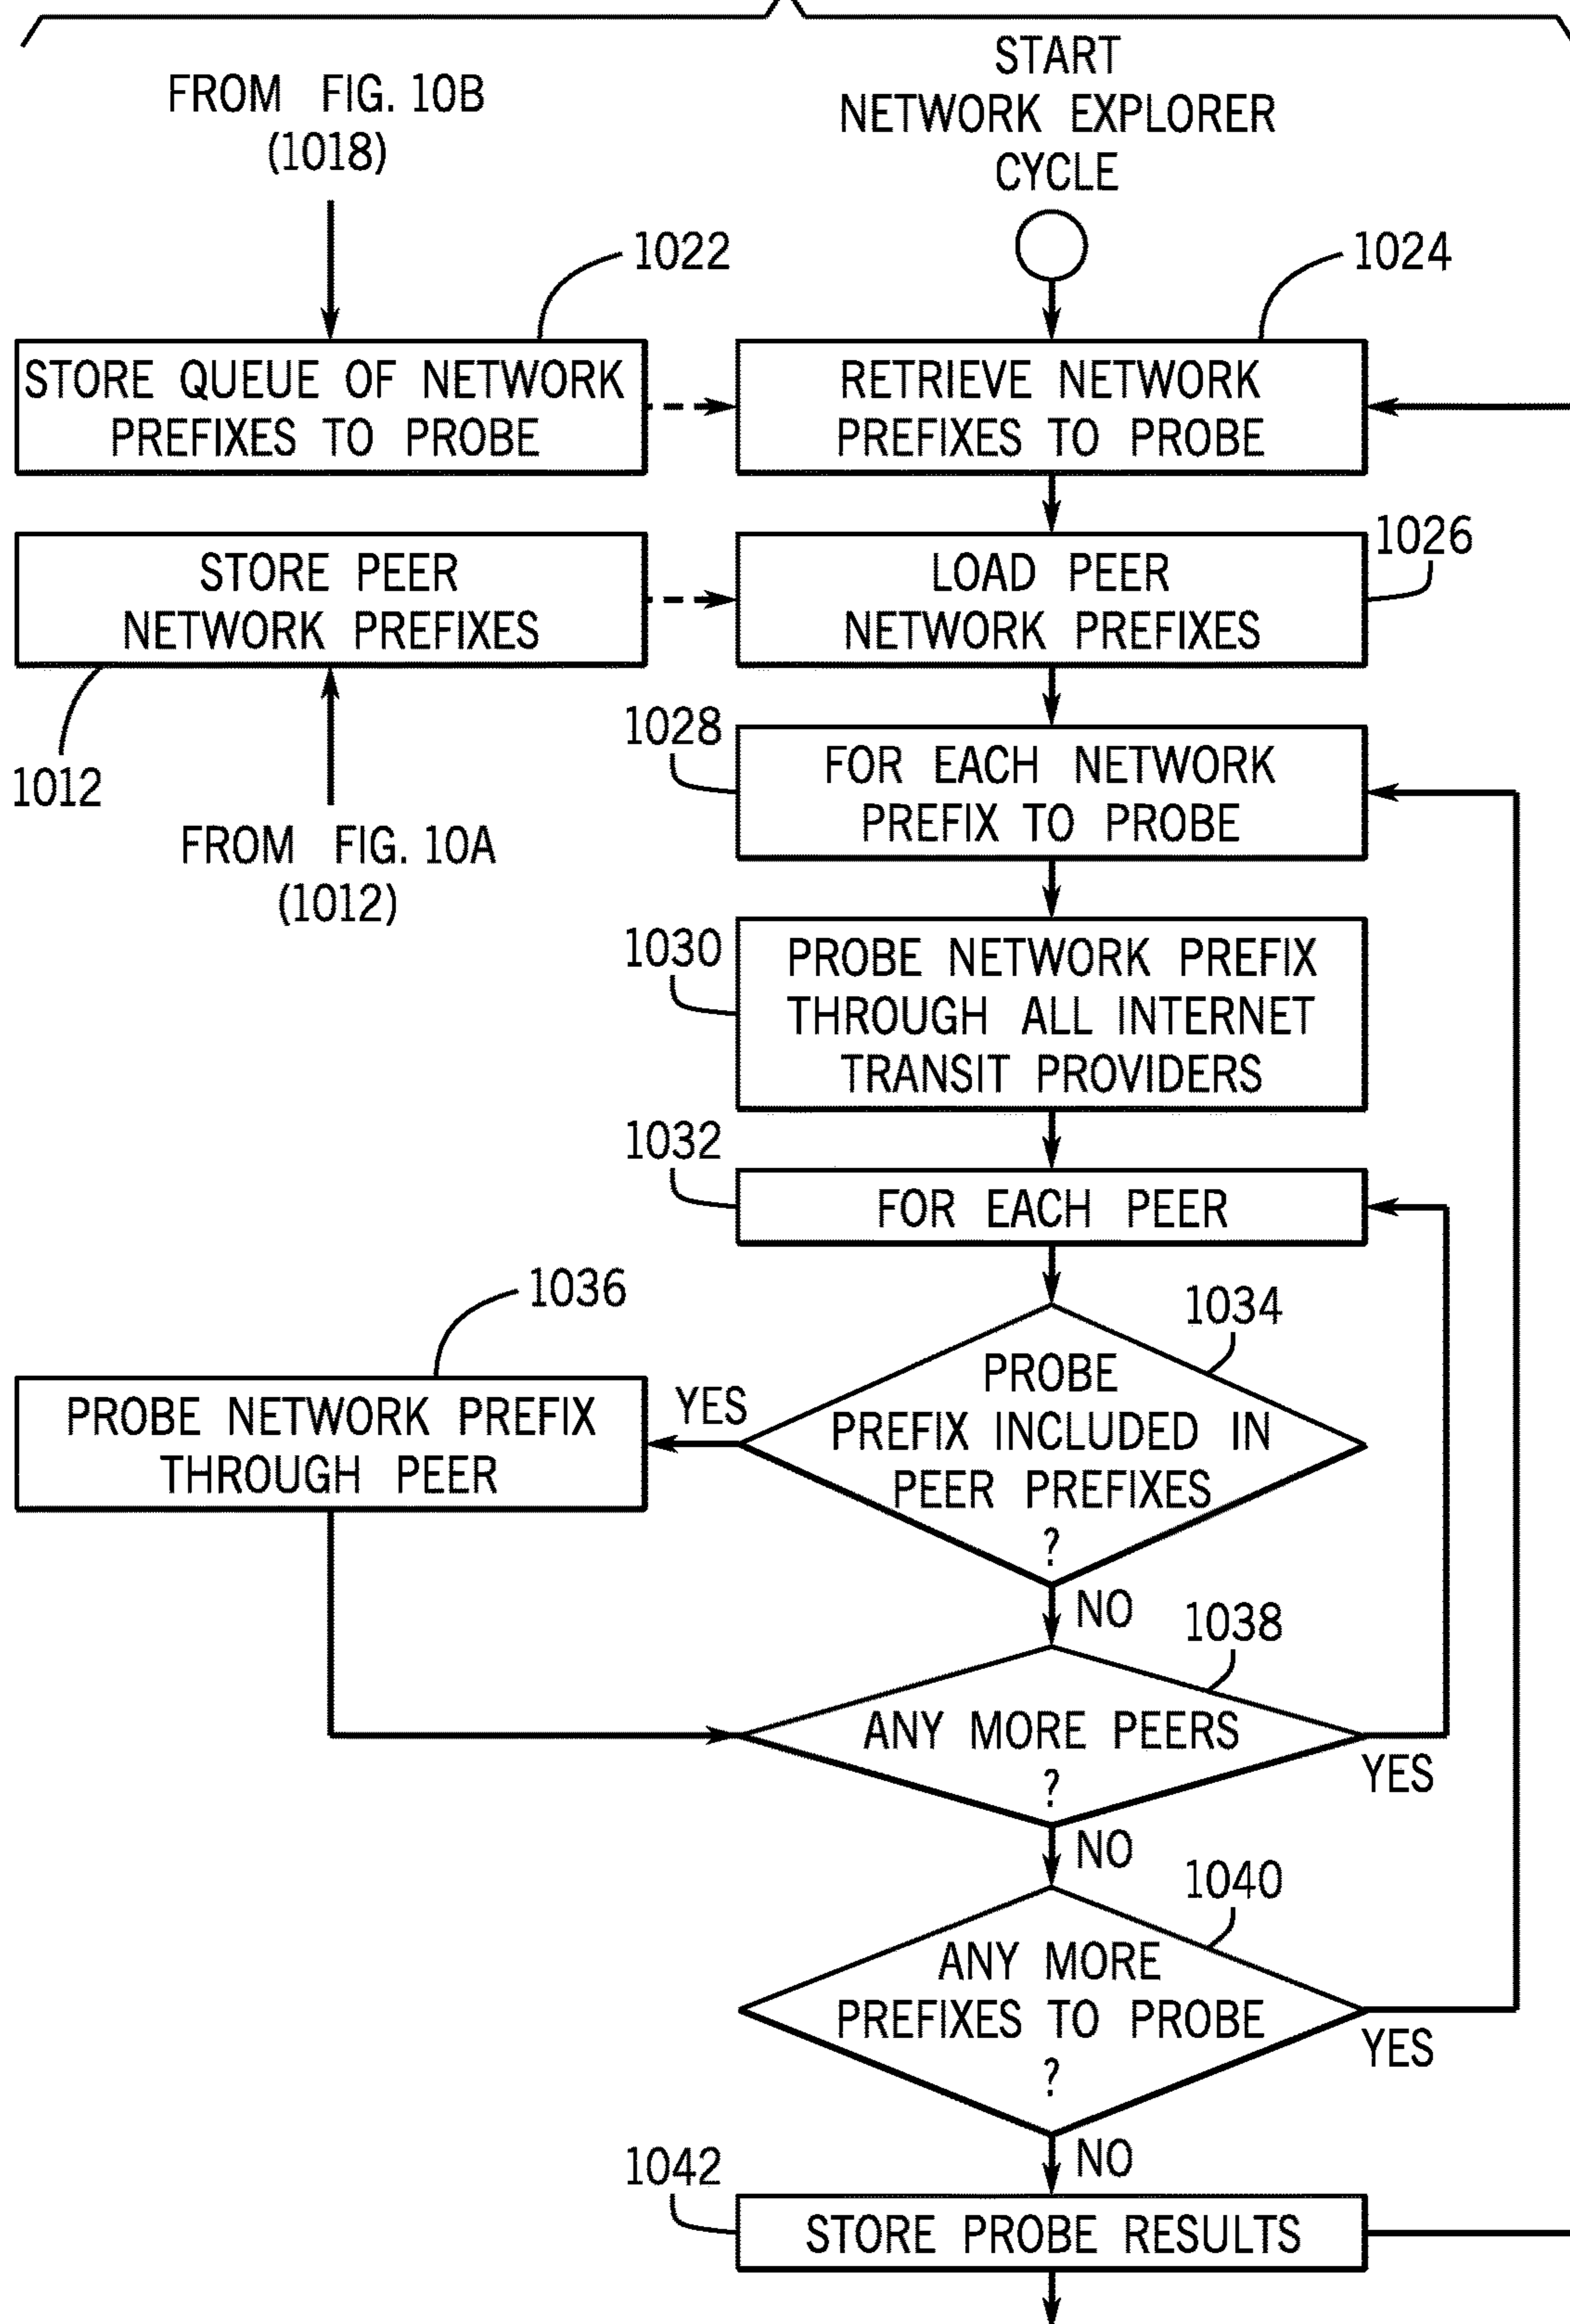 FROM FIG. 10B
(1018)
START
NETWORK EXPLORER
CYCLE
1022
1024
STORE QUEUE OF NETWORK
PREFIXES TO PROBE
RETRIEVE NETWORK
PREFIXES TO PROBE
STORE PEER
NETWORK PREFIXES
LOAD PEER
NETWORK PREFIXES
1026
1012
FROM FIG. 10A
(1012)
1028
FOR EACH NETWORK
PREFIX TO PROBE
1030
PROBE NETWORK PREFIX
THROUGH ALL INTERNET
TRANSIT PROVIDERS
1032
FOR EACH PEER
1036
1034
PROBE
PREFIX INCLUDED IN
PEER PREFIXES
?
YES
PROBE NETWORK PREFIX
THROUGH PEER
NO
1038
ANY MORE PEERS
?
YES
NO
1040
ANY MORE
PREFIXES TO PROBE
?
YES
NO
1042
STORE PROBE RESULTS